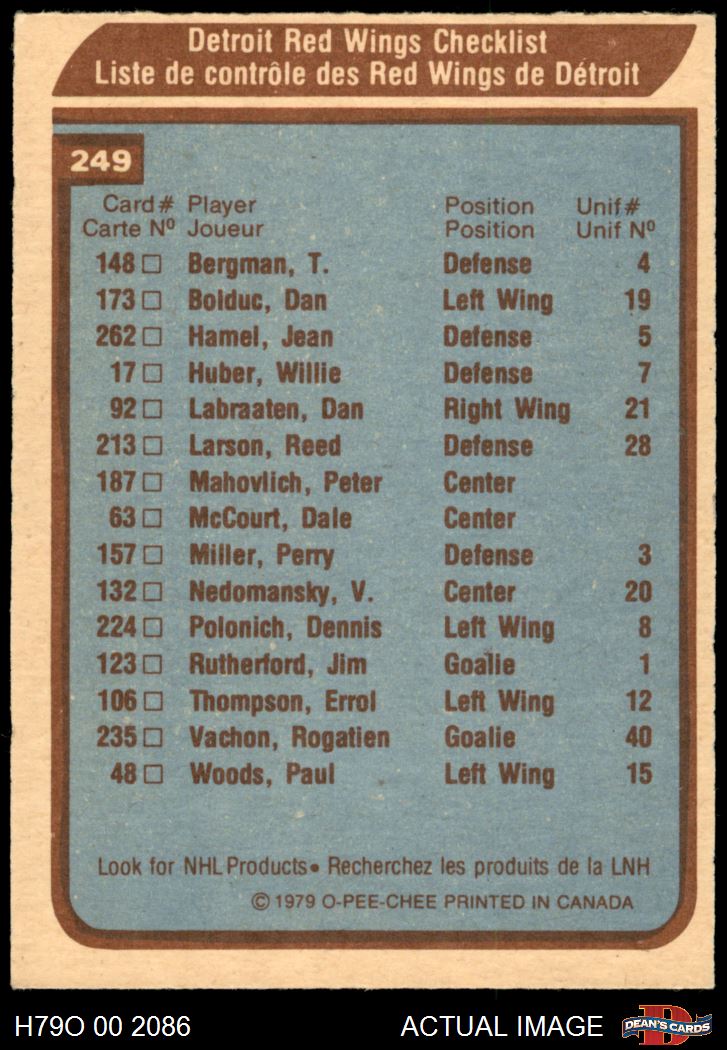 Detroit Red Wings Checklist
Liste de contrôle des Red Wings de Détroit
249
Card # Player Position Unif #
Carte Nº Joueur Position Unif Nº
148 □ Bergman, T. Defense 4
173 □ Bolduc, Dan Left Wing 19
262 □ Hamel, Jean Defense 5
17 □ Huber, Willie Defense 7
92 □ Labraaten, Dan Right Wing 21
213 □ Larson, Reed Defense 28
187 □ Mahovlich, Peter Center
63 □ McCourt, Dale Center
157 □ Miller, Perry Defense 3
132 □ Nedomansky, V. Center 20
224 □ Polonich, Dennis Left Wing 8
123 □ Rutherford, Jim Goalie 1
106 □ Thompson, Errol Left Wing 12
235 □ Vachon, Rogatien Goalie 40
48 □ Woods, Paul Left Wing 15
Look for NHL Products• Recherchez les produits de la LNH
© 1979 O-PEE-CHEE PRINTED IN CANADA
H79O 00 2086 ACTUAL IMAGE D DEAN'S CARDS